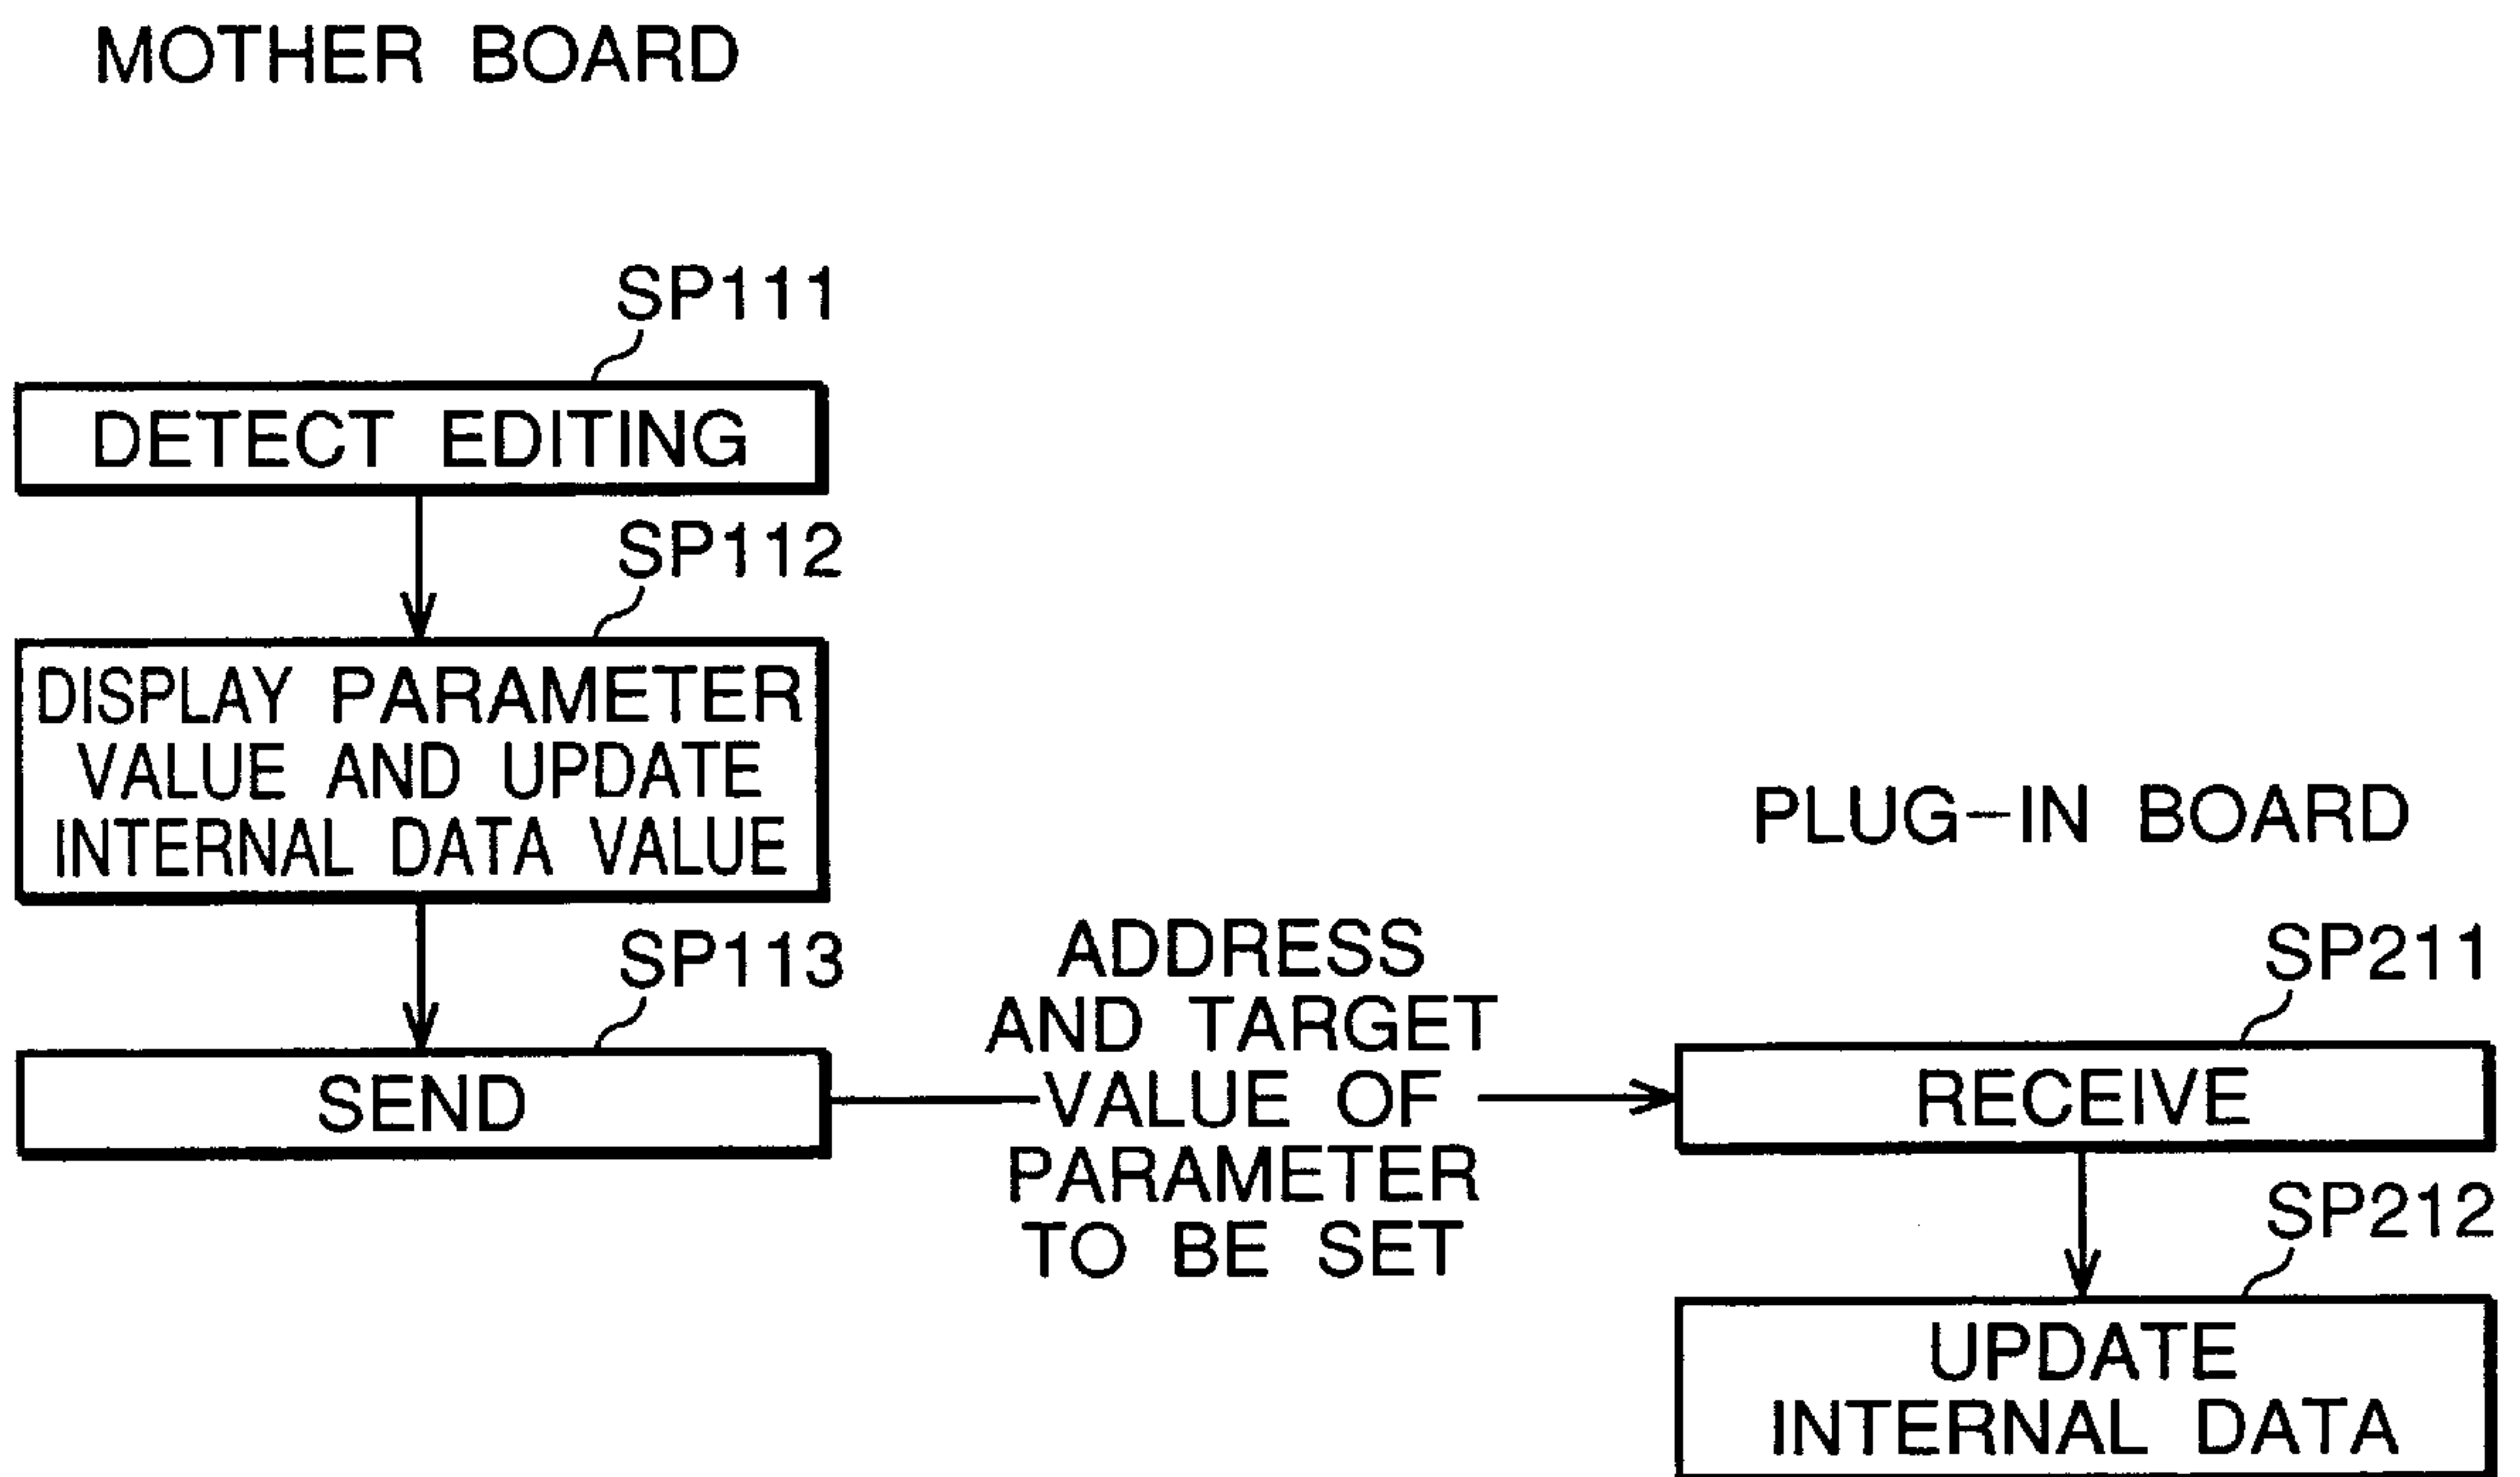 MOTHER BOARD
SP111
DETECT EDITING
SP112
DISPLAY PARAMETER
VALUE AND UPDATE
INTERNAL DATA VALUE
SP113
SEND
ADDRESS
AND TARGET
VALUE OF
PARAMETER
TO BE SET
PLUG-IN BOARD
SP211
RECEIVE
SP212
UPDATE
INTERNAL DATA